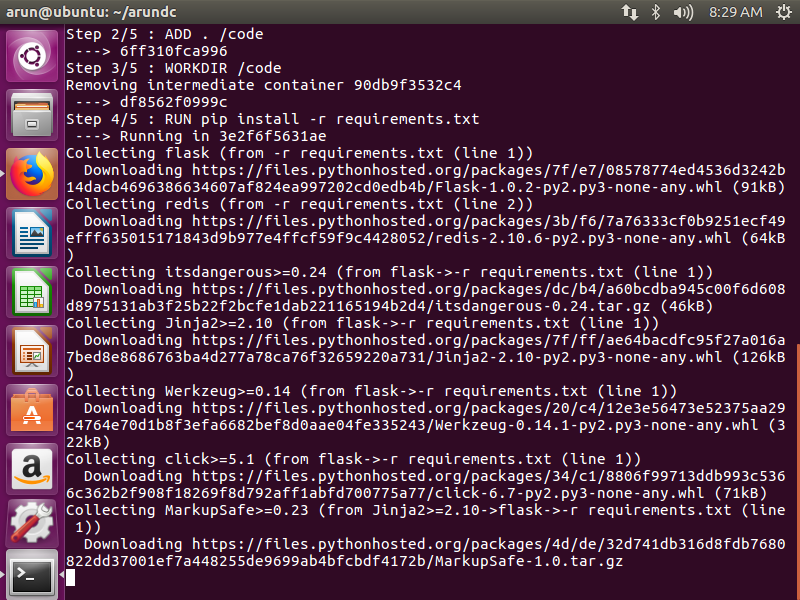 arun@ubuntu: ~/arundc
8:29 AM
Step 2/5 : ADD . /code
 ---> 6ff310fca996
Step 3/5 : WORKDIR /code
Removing intermediate container 90db9f3532c4
 ---> df8562f0999c
Step 4/5 : RUN pip install -r requirements.txt
 ---> Running in 3e2f6f5631ae
Collecting flask (from -r requirements.txt (line 1))
  Downloading https://files.pythonhosted.org/packages/7f/e7/08578774ed4536d3242b
14dacb4696386634607af824ea997202cd0edb4b/Flask-1.0.2-py2.py3-none-any.whl (91kB)
Collecting redis (from -r requirements.txt (line 2))
  Downloading https://files.pythonhosted.org/packages/3b/f6/7a76333cf0b9251ecf49
efff635015171843d9b977e4ffcf59f9c4428052/redis-2.10.6-py2.py3-none-any.whl (64kB
)
Collecting itsdangerous>=0.24 (from flask->-r requirements.txt (line 1))
  Downloading https://files.pythonhosted.org/packages/dc/b4/a60bcdba945c00f6d608
d8975131ab3f25b22f2bcfe1dab221165194b2d4/itsdangerous-0.24.tar.gz (46kB)
Collecting Jinja2>=2.10 (from flask->-r requirements.txt (line 1))
  Downloading https://files.pythonhosted.org/packages/7f/ff/ae64bacdfc95f27a016a
7bed8e8686763ba4d277a78ca76f32659220a731/Jinja2-2.10-py2.py3-none-any.whl (126kB
)
Collecting Werkzeug>=0.14 (from flask->-r requirements.txt (line 1))
  Downloading https://files.pythonhosted.org/packages/20/c4/12e3e56473e52375aa29
c4764e70d1b8f3efa6682bef8d0aae04fe335243/Werkzeug-0.14.1-py2.py3-none-any.whl (3
22kB)
Collecting click>=5.1 (from flask->-r requirements.txt (line 1))
  Downloading https://files.pythonhosted.org/packages/34/c1/8806f99713ddb993c536
6c362b2f908f18269f8d792aff1abfd700775a77/click-6.7-py2.py3-none-any.whl (71kB)
Collecting MarkupSafe>=0.23 (from Jinja2>=2.10->flask->-r requirements.txt (line
 1))
  Downloading https://files.pythonhosted.org/packages/4d/de/32d741db316d8fdb7680
822dd37001ef7a448255de9699ab4bfcbdf4172b/MarkupSafe-1.0.tar.gz